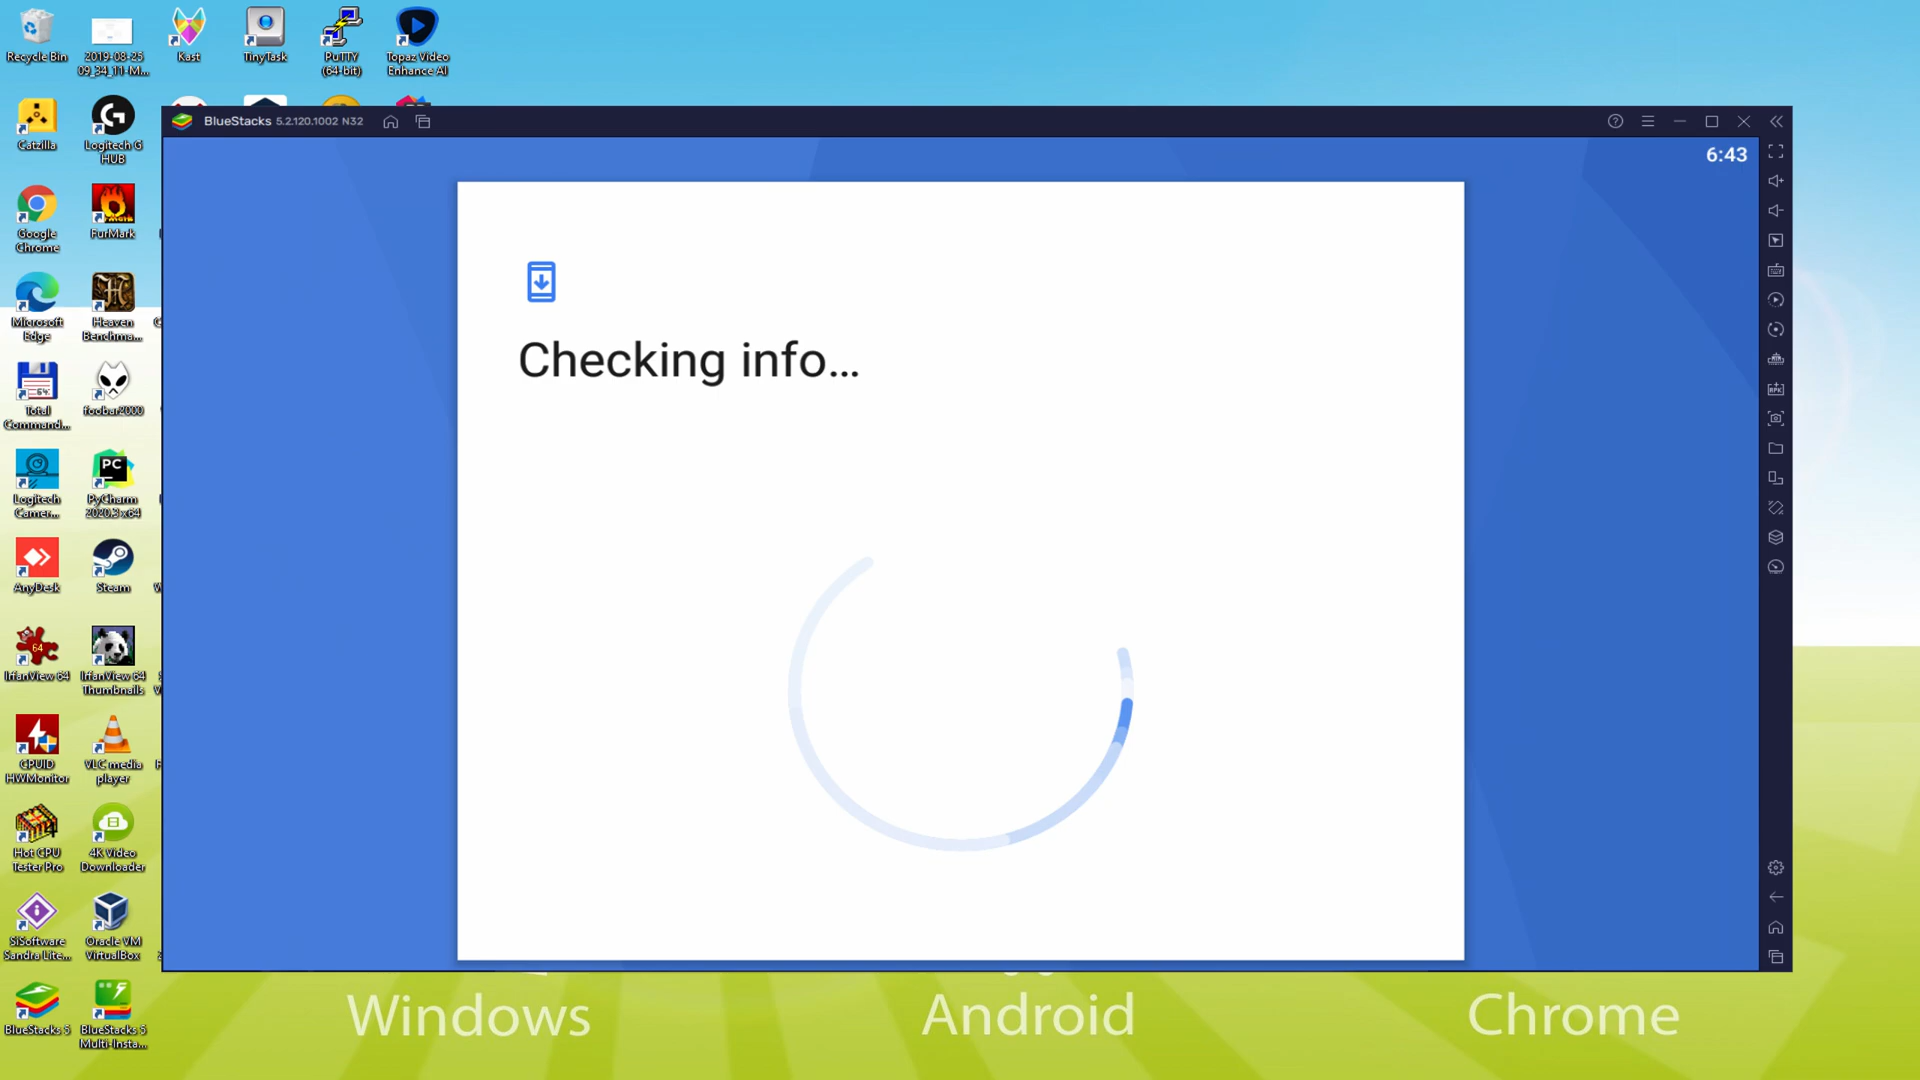 Recycle Bin
2019-08-25
09_34_11-M...
Kast
TinyTask
PuTTY
(64-bit)
Topaz Video
Enhance AI
Catzilla
Logitech G
HUB
BlueStacks 5.2.120.1002 N32
6:43
Google
Chrome
FurMark
Checking info...
Microsoft
Edge
Heaven
Benchma...
Total
Command...
64
foobar2000
Logitech
Camer...
PC
PyCharm
2020.3 x64
AnyDesk
Steam
64
IrfanView 64
IrfanView 64
Thumbnails
CPUID
HWMonitor
VLC media
player
Hot CPU
Tester Pro
4K Video
Downloader
SiSoftware
Sandra Lite...
Oracle VM
VirtualBox
BlueStacks 5
BlueStacks 5
Multi-Insta...
Windows
Android
Chrome